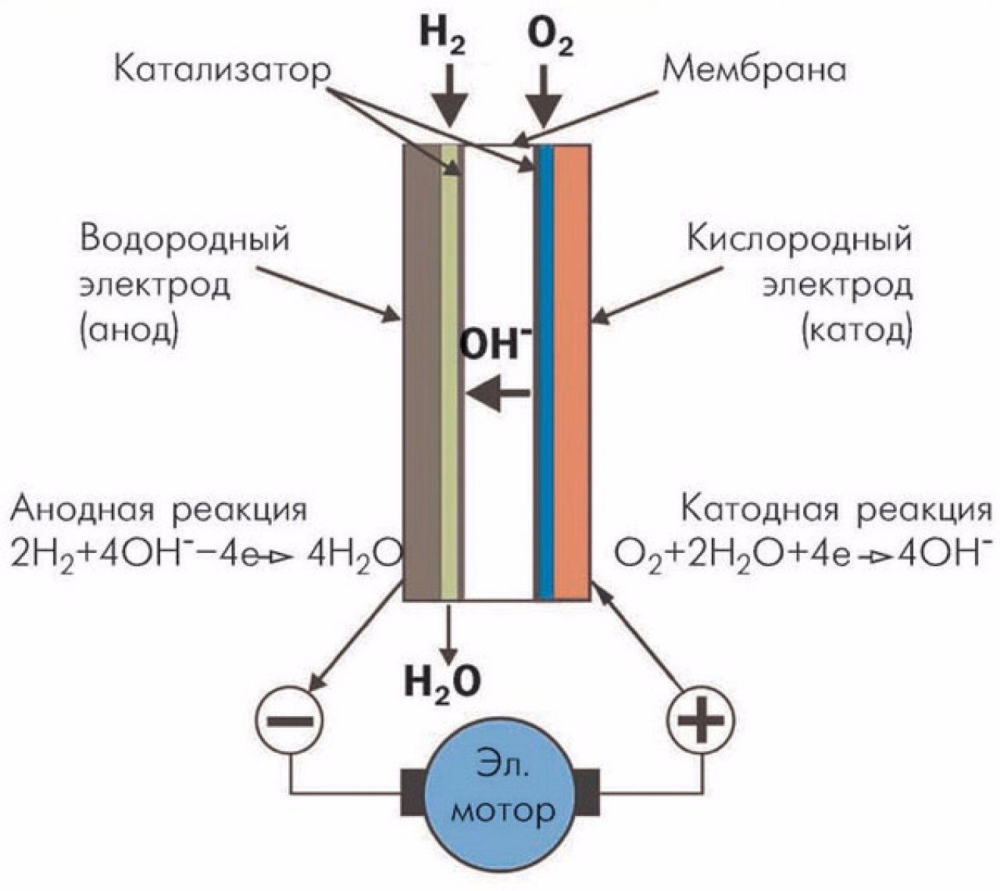 H₂ O₂
Катализатор
Мембрана
Водородный
электрод
(анод)
Кислородный
электрод
(катод)
OH⁻
Анодная реакция
2H₂+4OH⁻−4e→ 4H₂O
Катодная реакция
O₂+2H₂O+4e→4OH⁻
H₂O
−
+
Эл.
мотор